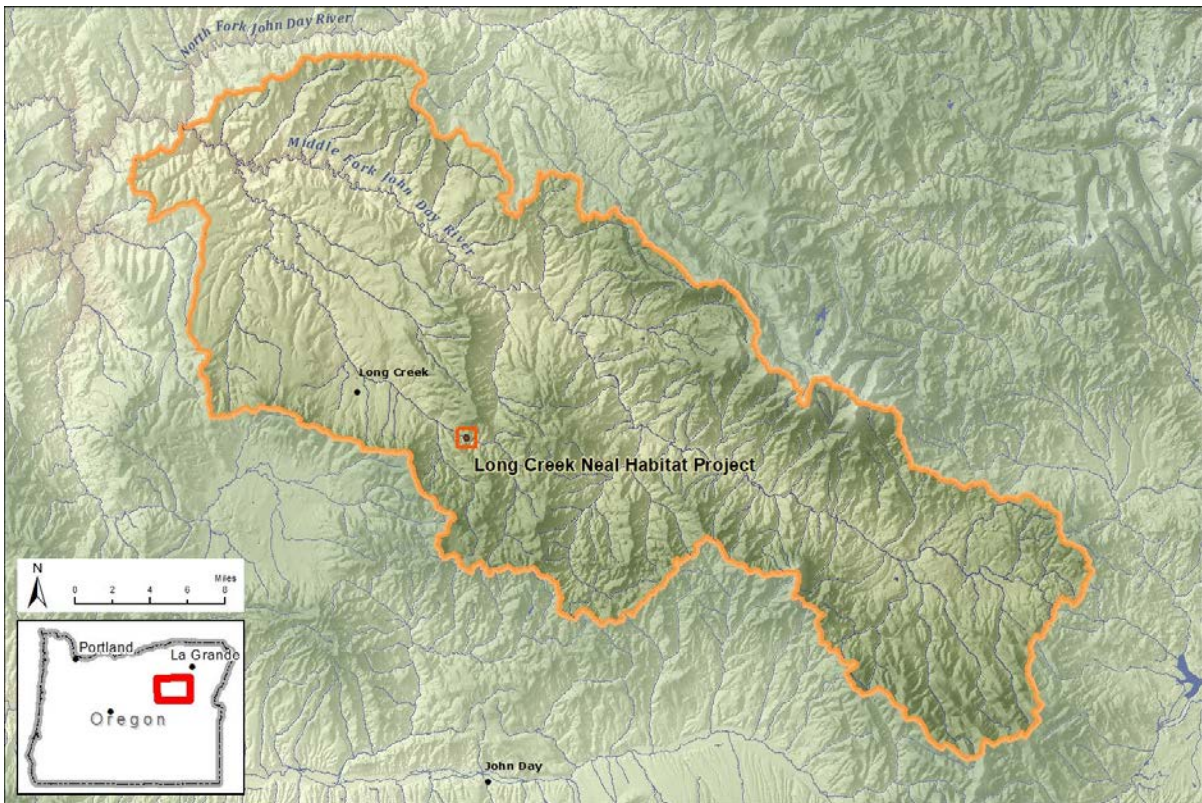 North Fork John Day River
Middle Fork John Day River
Long Creek
Long Creek Neal Habitat Project
N
Miles
0 2 4 6 8
Portland
La Grande
Oregon
John Day